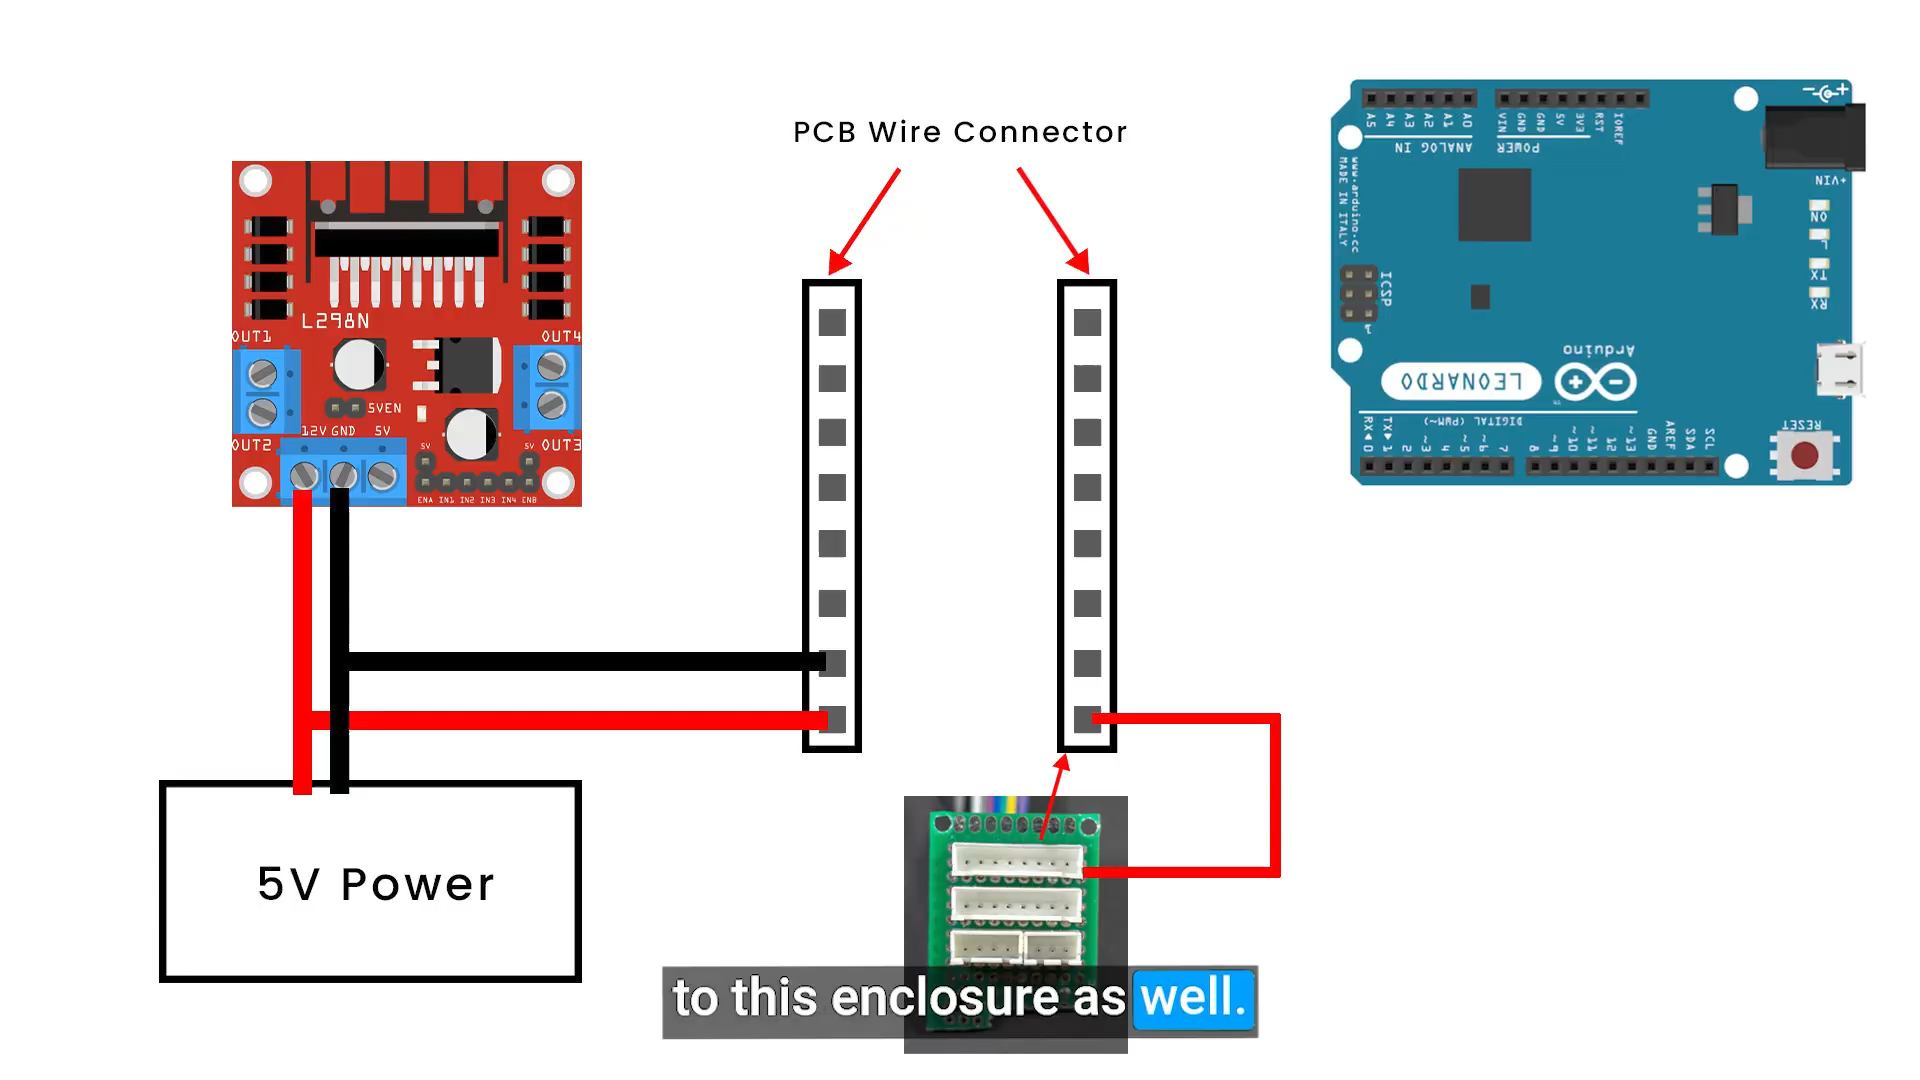 PCB Wire Connector
L298N
OUT1
OUT4
5VEN
OUT2
12V GND 5V
5V
5V
OUT3
ENA IN1 IN2 IN3 IN4 ENB
A5 A4 A3 A2 A1 A0
VIN GND GND 5V 3V3 RST IOREF
ANALOG IN
POWER
www.arduino.cc
MADE IN ITALY
+VIN
ON
L
TX
RX
ICSP
1
Arduino
LEONARDO
TM
DIGITAL (PWM~)
RX 0 TX 1 2 ~3 4 ~5 ~6 7 8 ~9 ~10 ~11 12 ~13 GND AREF SDA SCL
RESET
5V Power
to this enclosure as well.